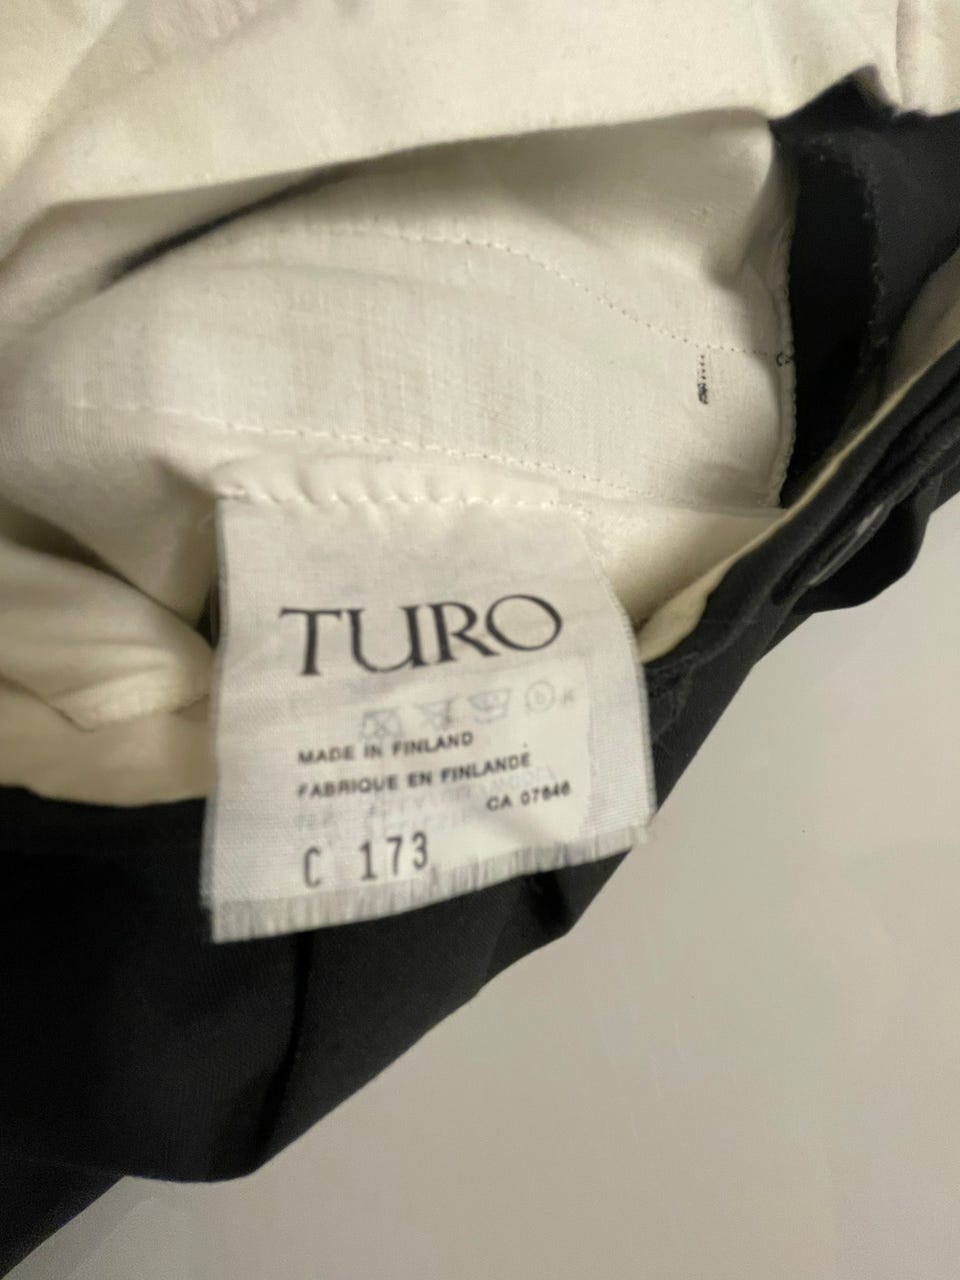 TURO
MADE IN FINLAND
FABRIQUE EN FINLANDE
CA 07646
C 173